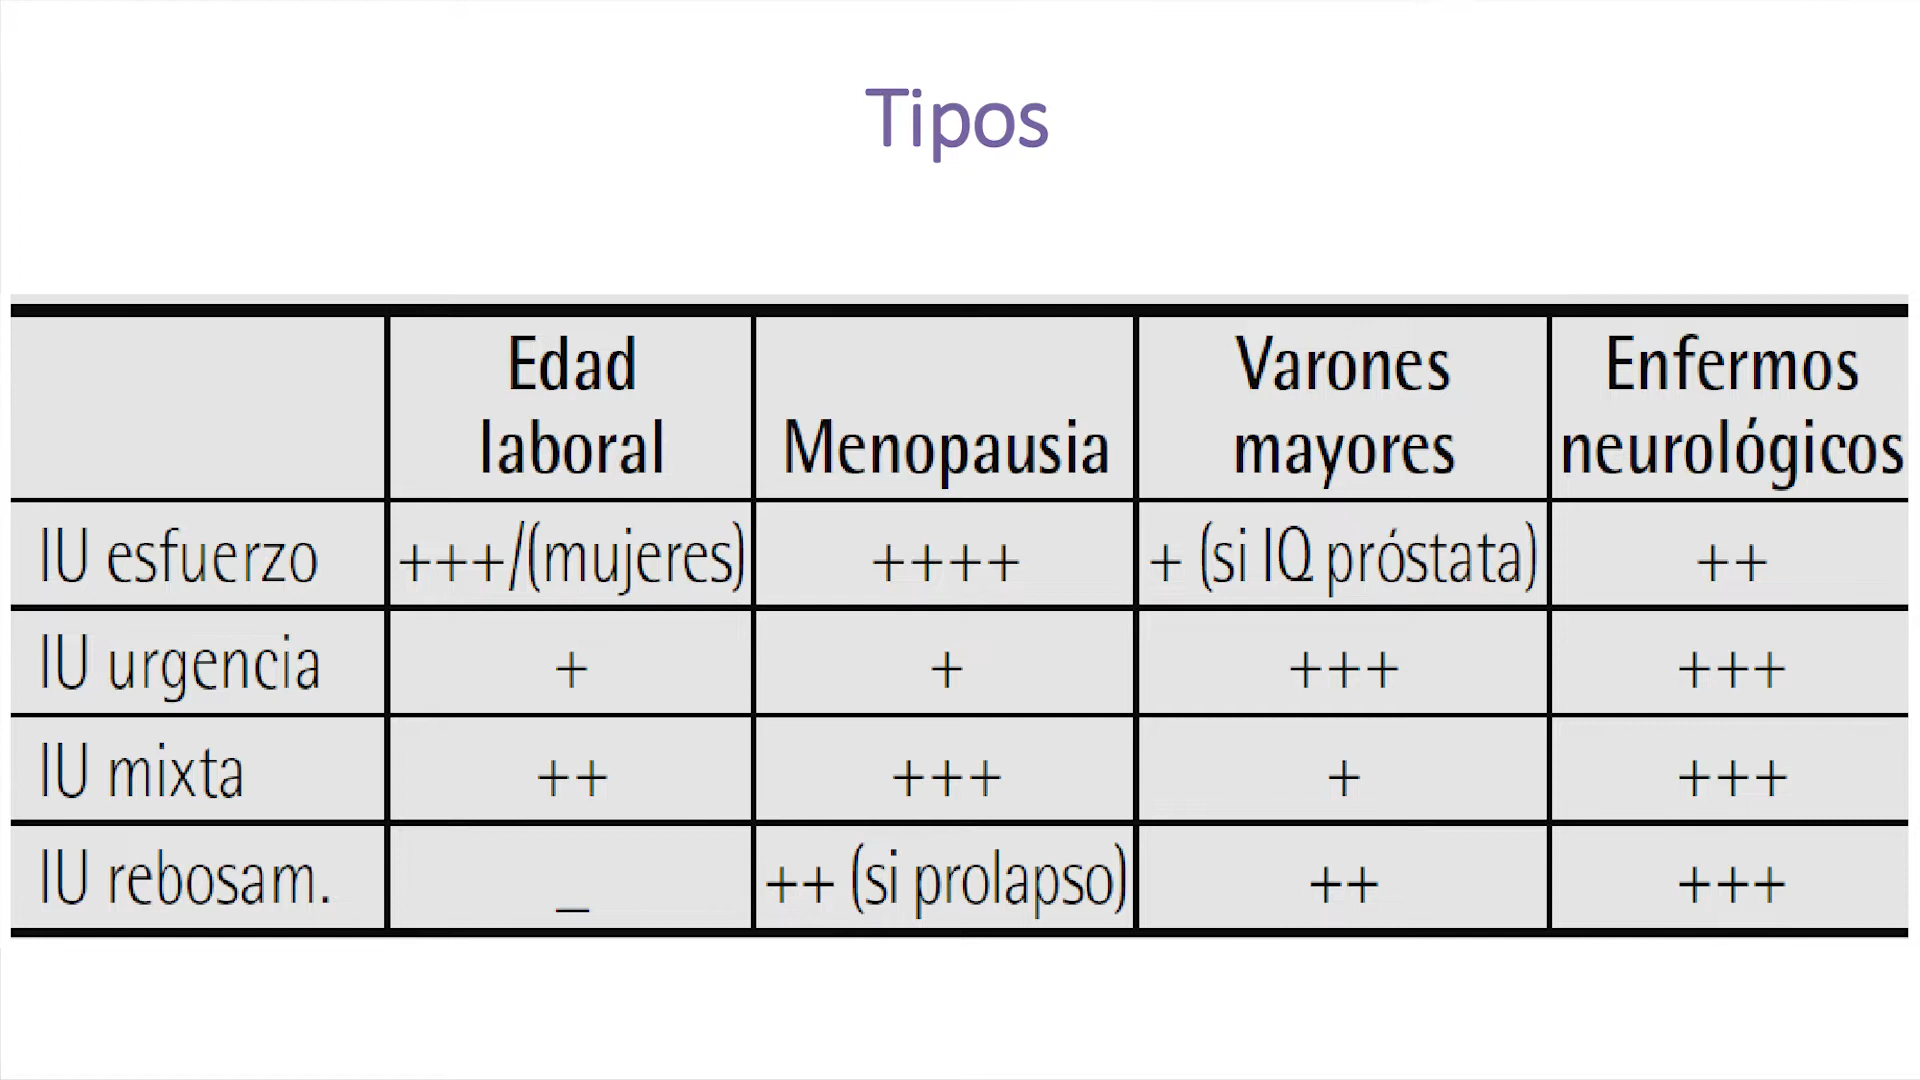 Tipos
Edad laboral Menopausia Varones mayores Enfermos neurológicos
IU esfuerzo +++/(mujeres) ++++ + (si IQ próstata) ++
IU urgencia + + +++ +++
IU mixta ++ +++ + +++
IU rebosam. _ ++ (si prolapso) ++ +++